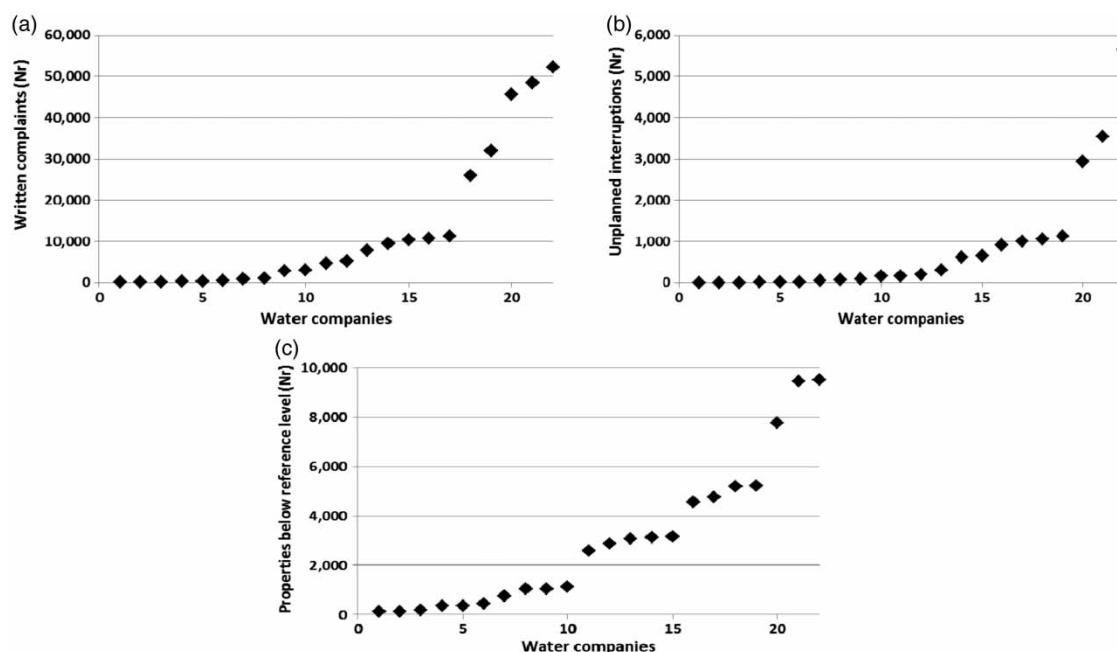 (a)
60,000
50,000
40,000
30,000
20,000
10,000
0
Written complaints (Nr)
0 5 10 15 20
Water companies
(b)
6,000
5,000
4,000
3,000
2,000
1,000
0
Unplanned interruptions (Nr)
0 5 10 15 20
Water companies
(c)
10,000
8,000
6,000
4,000
2,000
0
Properties below reference level (Nr)
0 5 10 15 20
Water companies